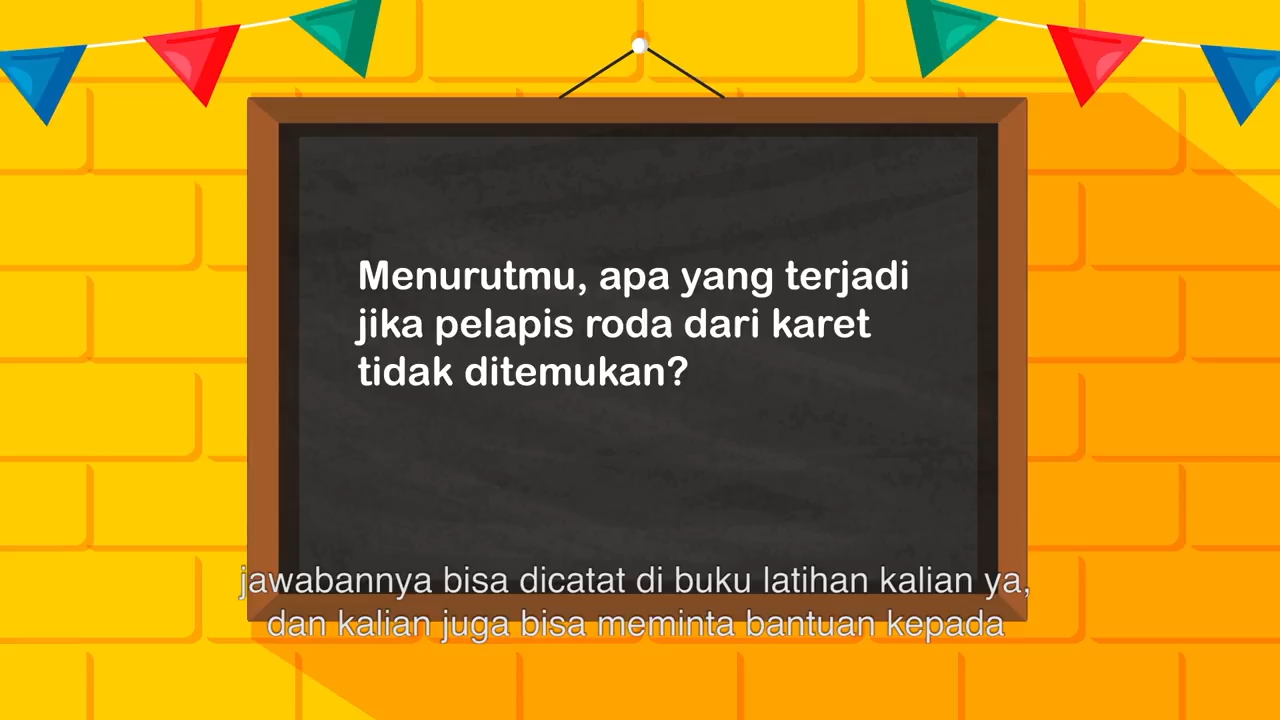 Menurutmu, apa yang terjadi
jika pelapis roda dari karet
tidak ditemukan?
jawabannya bisa dicatat di buku latihan kalian ya,
dan kalian juga bisa meminta bantuan kepada